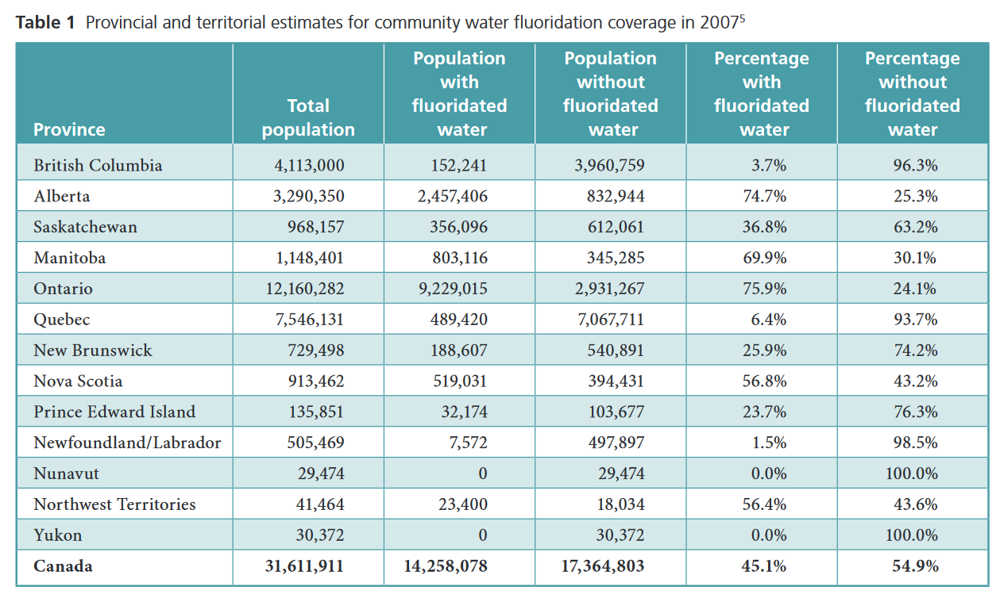 Table 1 Provincial and territorial estimates for community water fluoridation coverage in 2007⁵
Province Total population Population with fluoridated water Population without fluoridated water Percentage with fluoridated water Percentage without fluoridated water
British Columbia 4,113,000 152,241 3,960,759 3.7% 96.3%
Alberta 3,290,350 2,457,406 832,944 74.7% 25.3%
Saskatchewan 968,157 356,096 612,061 36.8% 63.2%
Manitoba 1,148,401 803,116 345,285 69.9% 30.1%
Ontario 12,160,282 9,229,015 2,931,267 75.9% 24.1%
Quebec 7,546,131 489,420 7,067,711 6.4% 93.7%
New Brunswick 729,498 188,607 540,891 25.9% 74.2%
Nova Scotia 913,462 519,031 394,431 56.8% 43.2%
Prince Edward Island 135,851 32,174 103,677 23.7% 76.3%
Newfoundland/Labrador 505,469 7,572 497,897 1.5% 98.5%
Nunavut 29,474 0 29,474 0.0% 100.0%
Northwest Territories 41,464 23,400 18,034 56.4% 43.6%
Yukon 30,372 0 30,372 0.0% 100.0%
Canada 31,611,911 14,258,078 17,364,803 45.1% 54.9%